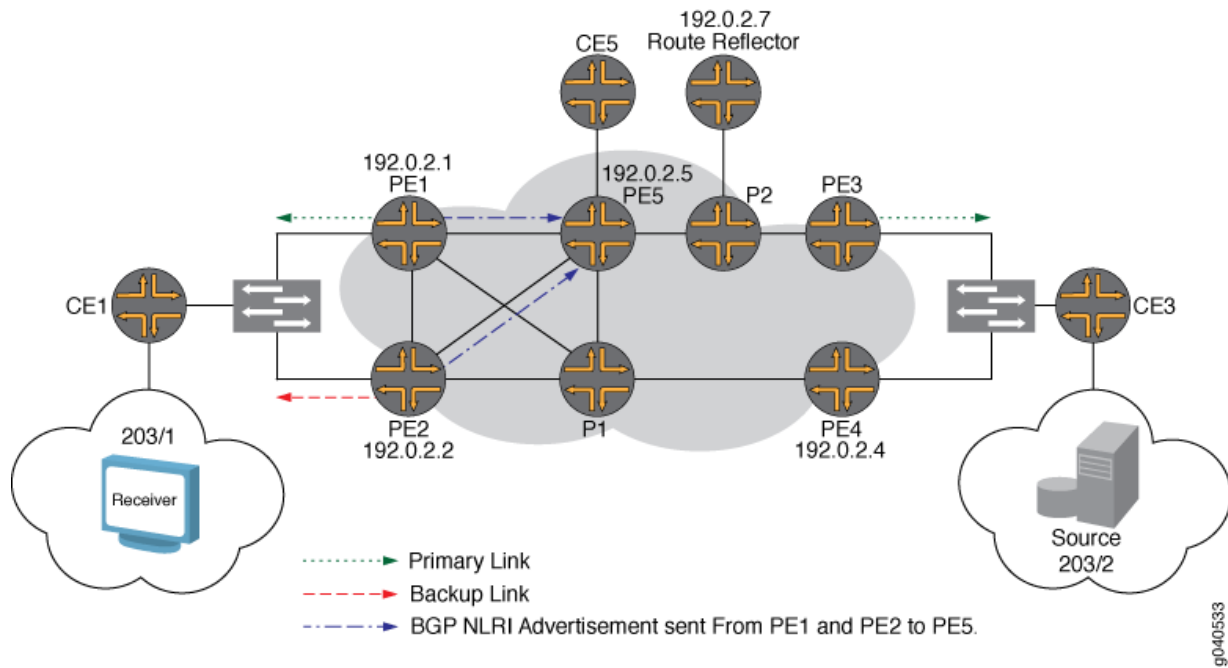 192.0.2.7
Route Reflector
CE5
192.0.2.1
PE1
192.0.2.5
PE5
P2
PE3
CE1
CE3
PE2
192.0.2.2
P1
PE4
192.0.2.4
203/1
Receiver
Source
203/2
Primary Link
Backup Link
BGP NLRI Advertisement sent From PE1 and PE2 to PE5.
g040533